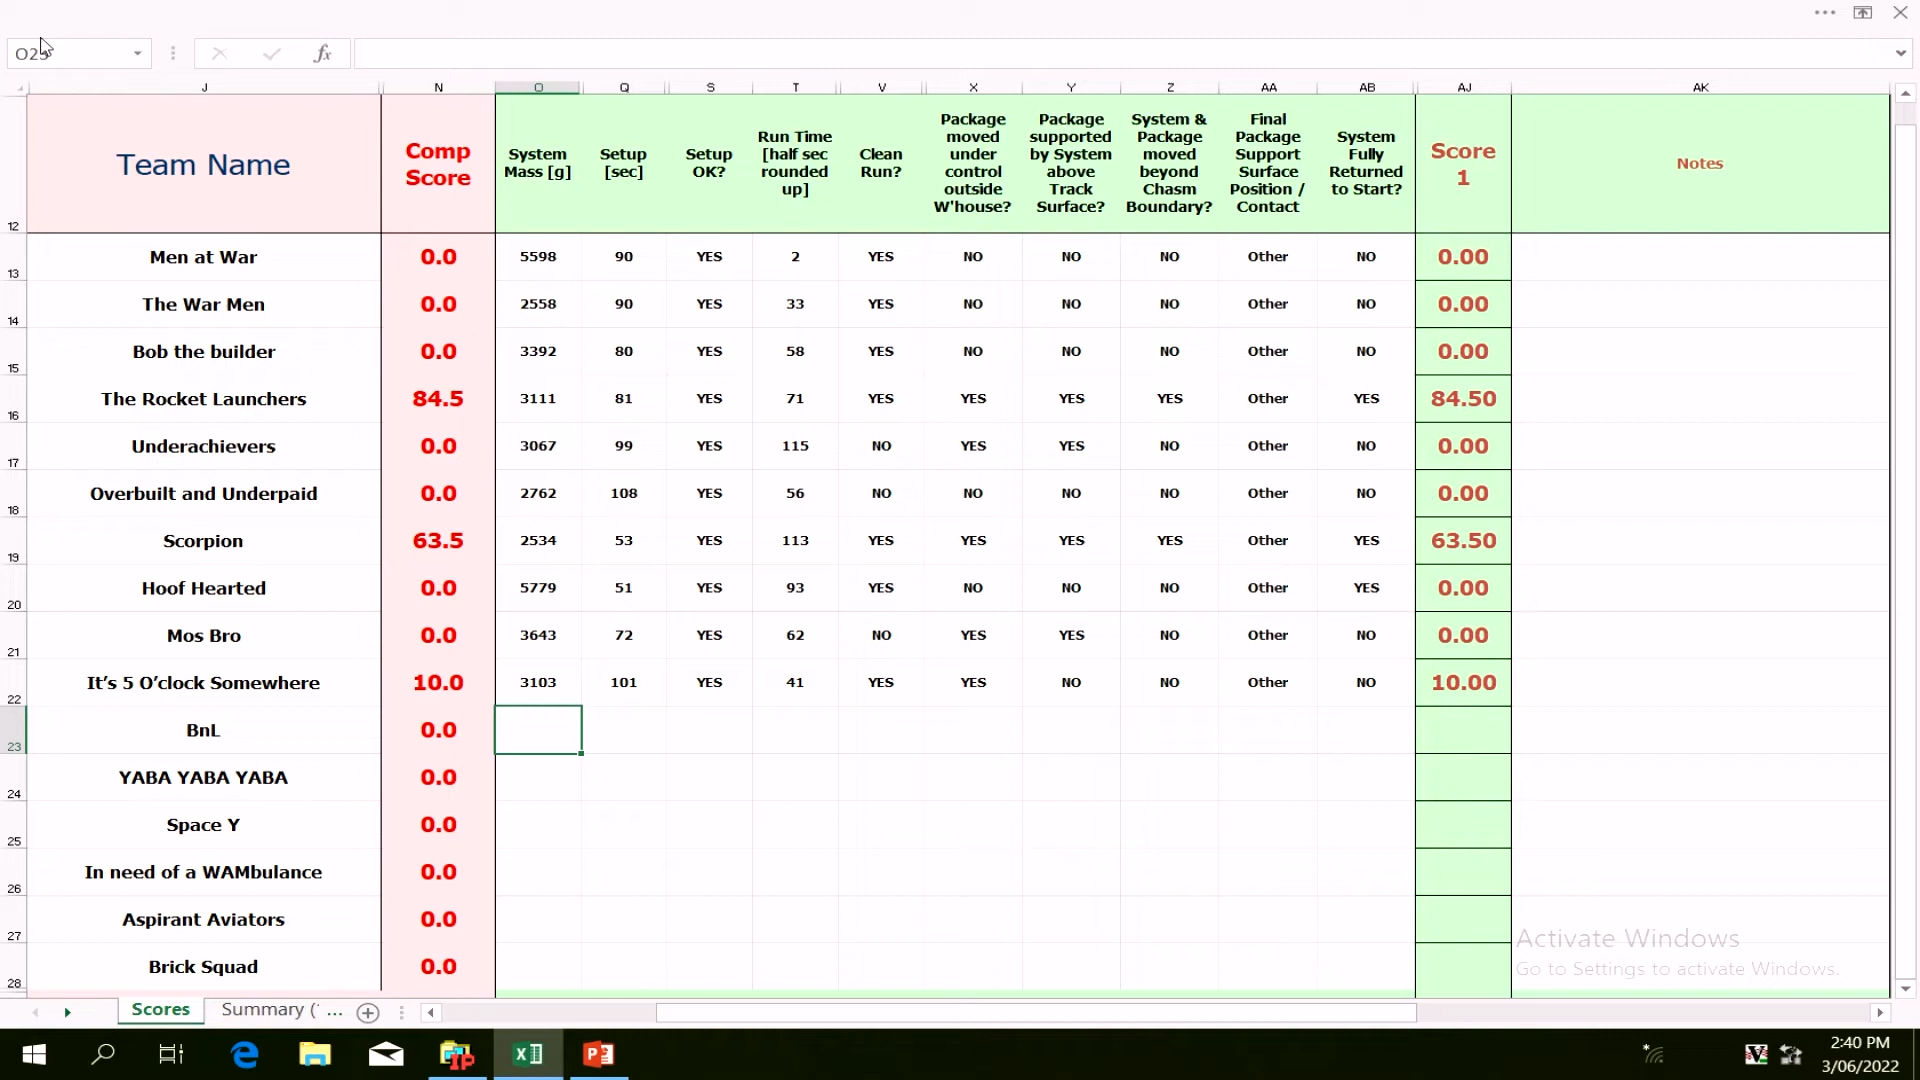 O23
fx
J N O Q S T V X Y Z AA AB AJ AK
12 Team Name Comp Score System Mass [g] Setup [sec] Setup OK? Run Time [half sec rounded up] Clean Run? Package moved under control outside W'house? Package supported by System above Track Surface? System & Package moved beyond Chasm Boundary? Final Package Support Surface Position / Contact System Fully Returned to Start? Score 1 Notes
13 Men at War 0.0 5598 90 YES 2 YES NO NO NO Other NO 0.00
14 The War Men 0.0 2558 90 YES 33 YES NO NO NO Other NO 0.00
15 Bob the builder 0.0 3392 80 YES 58 YES NO NO NO Other NO 0.00
16 The Rocket Launchers 84.5 3111 81 YES 71 YES YES YES YES Other YES 84.50
17 Underachievers 0.0 3067 99 YES 115 NO YES YES NO Other NO 0.00
18 Overbuilt and Underpaid 0.0 2762 108 YES 56 NO NO NO NO Other NO 0.00
19 Scorpion 63.5 2534 53 YES 113 YES YES YES YES Other YES 63.50
20 Hoof Hearted 0.0 5779 51 YES 93 YES NO NO NO Other YES 0.00
21 Mos Bro 0.0 3643 72 YES 62 NO YES YES NO Other NO 0.00
22 It’s 5 O’clock Somewhere 10.0 3103 101 YES 41 YES YES NO NO Other NO 10.00
23 BnL 0.0
24 YABA YABA YABA 0.0
25 Space Y 0.0
26 In need of a WAMbulance 0.0
27 Aspirant Aviators 0.0
28 Brick Squad 0.0
Activate Windows
Go to Settings to activate Windows.
Scores Summary (' ...
2:40 PM
3/06/2022